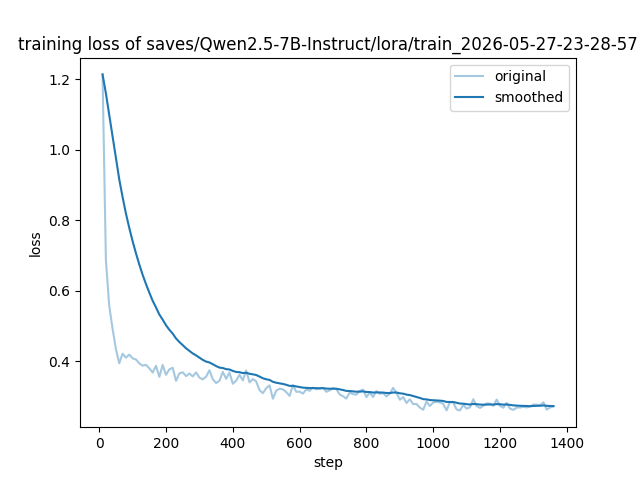 training loss of saves/Qwen2.5-7B-Instruct/lora/train_2026-05-27-23-28-57
original
smoothed
1.2
1.0
0.8
0.6
0.4
loss
0 200 400 600 800 1000 1200 1400
step